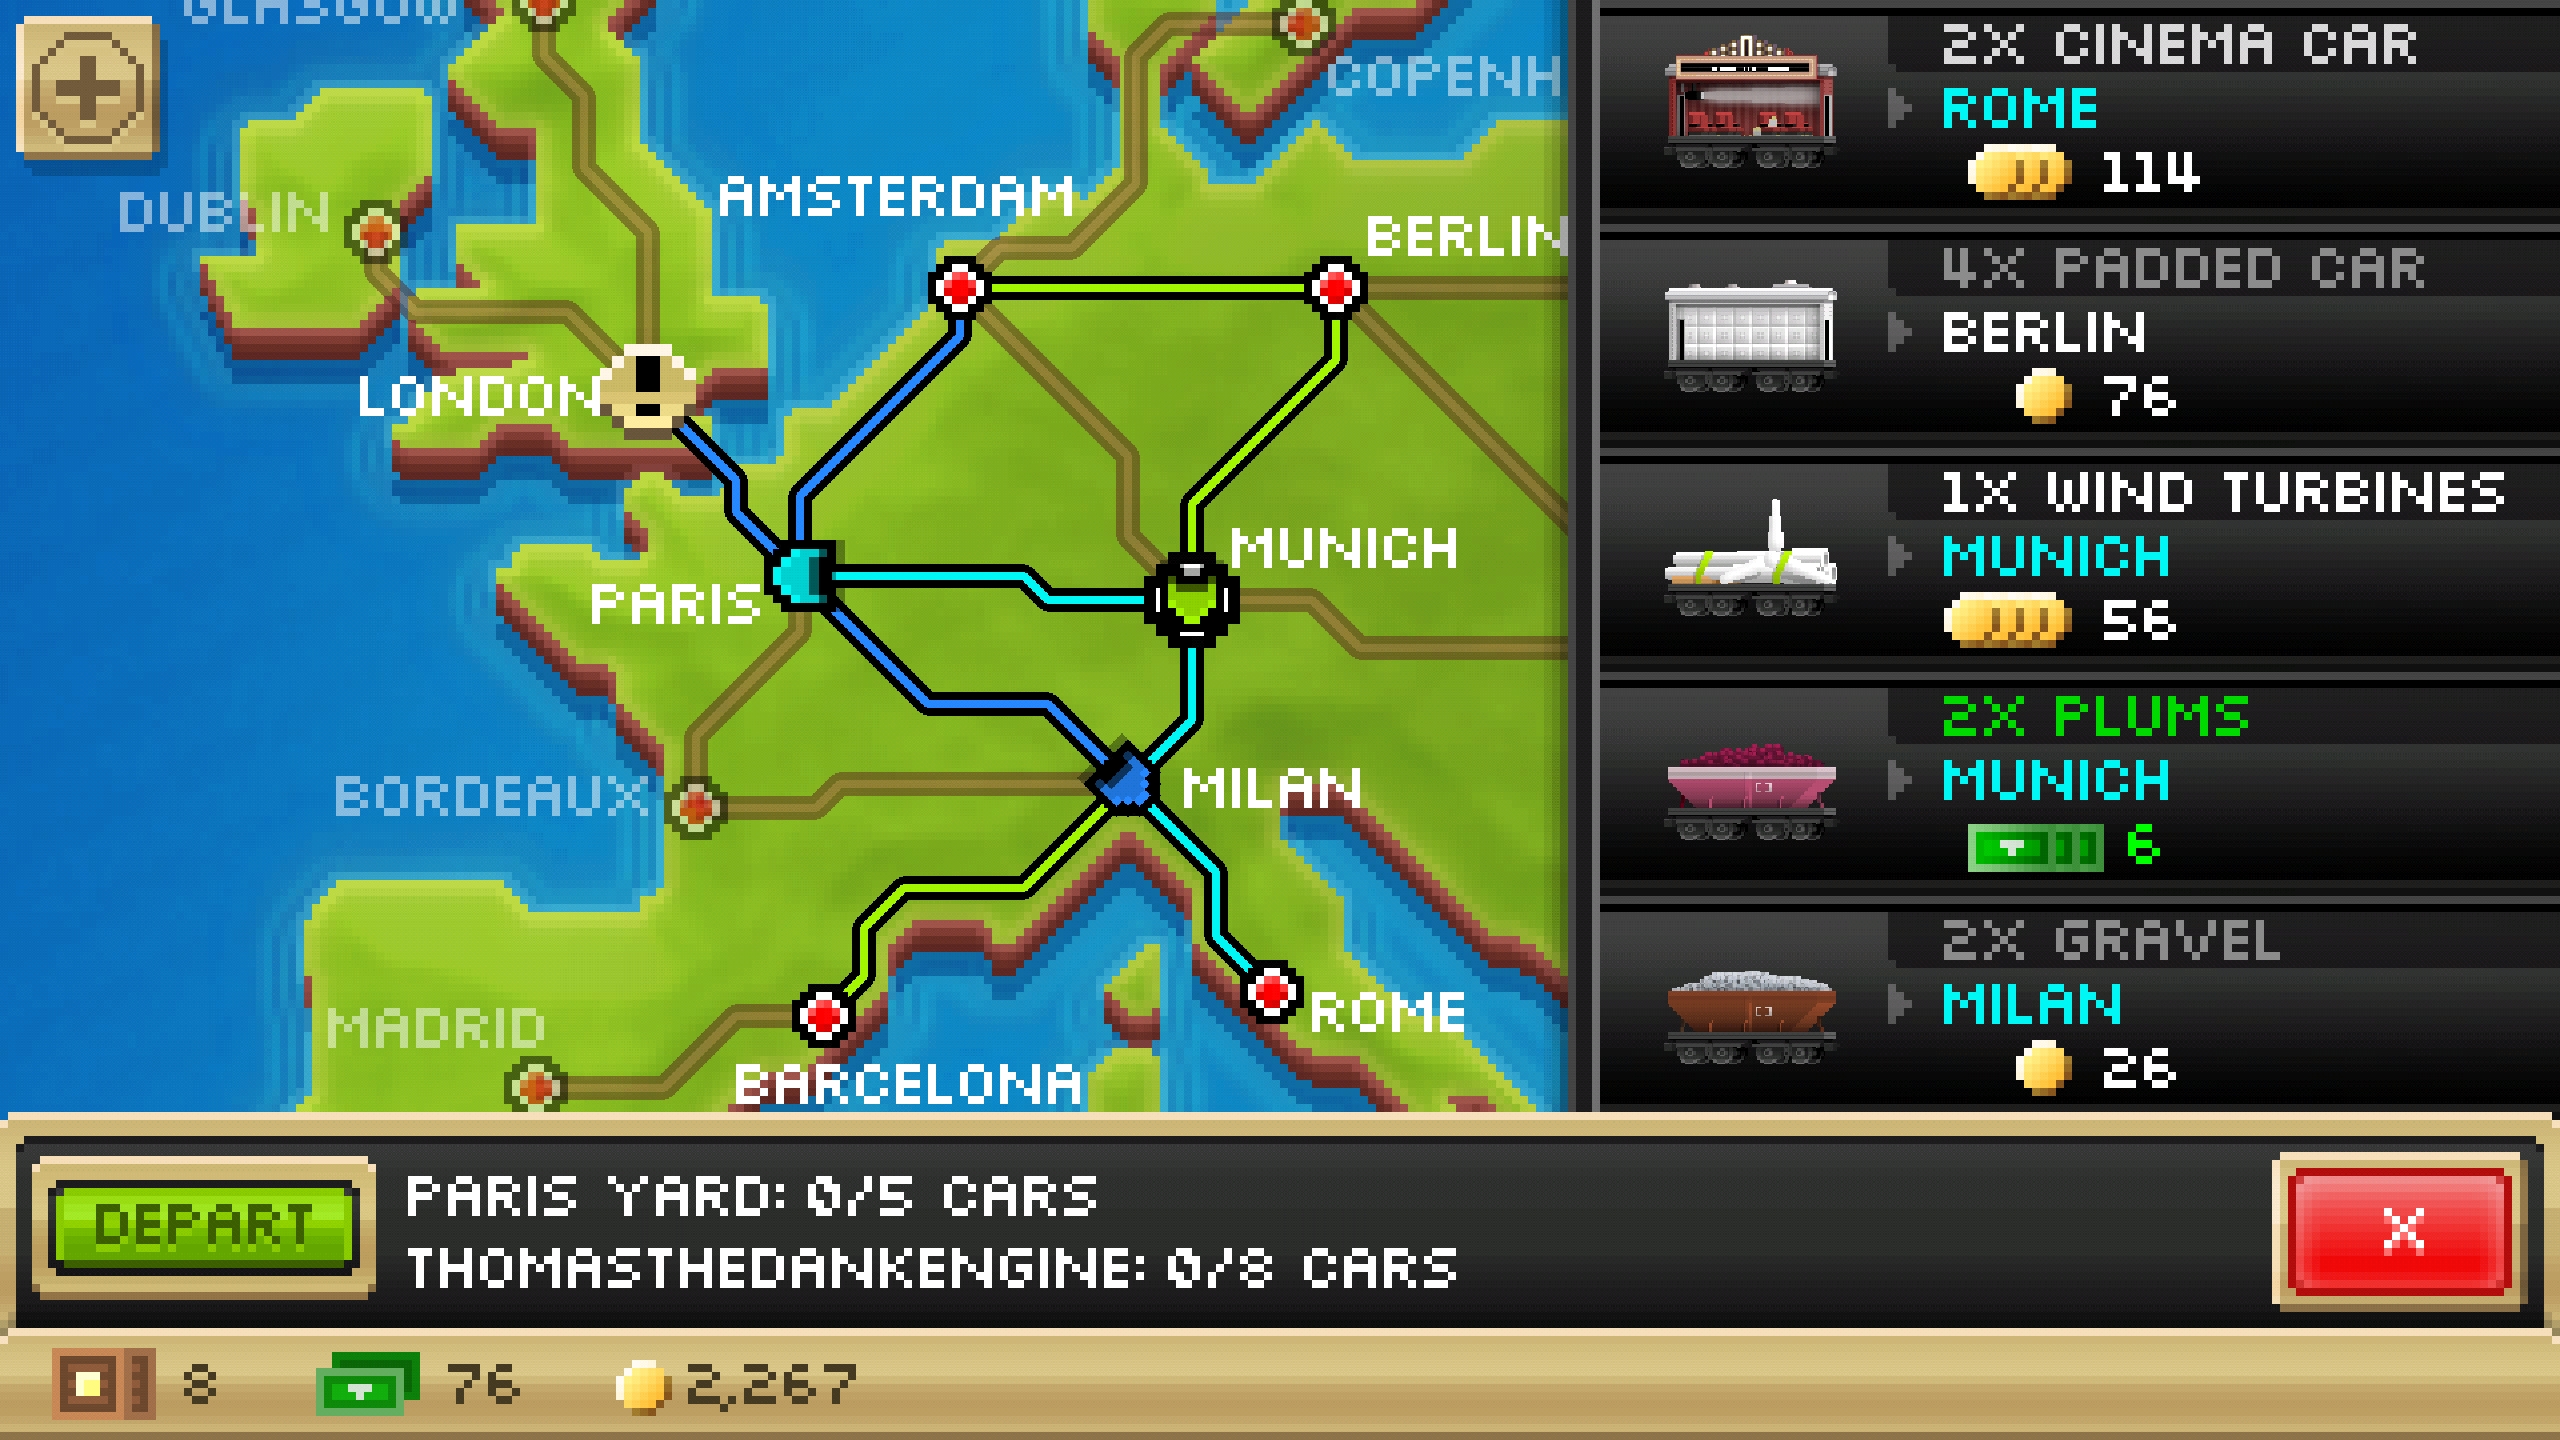 GLASGOW
COPENH
DUBLIN
AMSTERDAM
BERLIN
LONDON
MUNICH
PARIS
BORDEAUX
MILAN
MADRID
ROME
BARCELONA
2X CINEMA CAR
ROME
114
4X PADDED CAR
BERLIN
76
1X WIND TURBINES
MUNICH
56
2X PLUMS
MUNICH
6
2X GRAVEL
MILAN
26
DEPART
PARIS YARD: 0/5 CARS
THOMASTHEDANKENGINE: 0/8 CARS
X
8
76
2,267